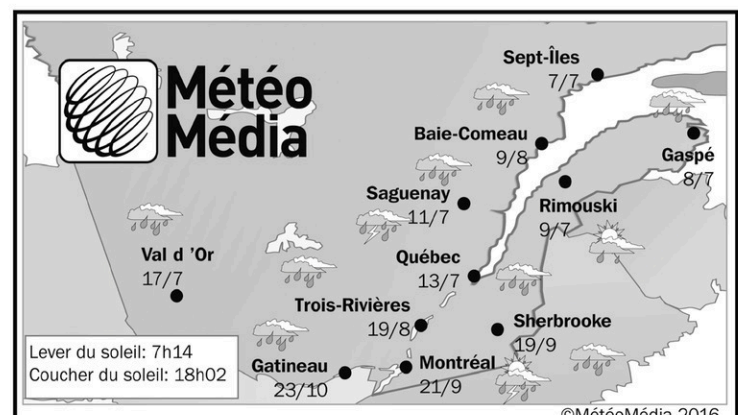 Météo
Média
Sept-Îles
7/7
Baie-Comeau
9/8
Gaspé
8/7
Saguenay
11/7
Rimouski
9/7
Val d 'Or
17/7
Québec
13/7
Trois-Rivières
19/8
Sherbrooke
19/9
Lever du soleil: 7h14
Coucher du soleil: 18h02
Gatineau
23/10
Montréal
21/9
©MétéoMédia 2016